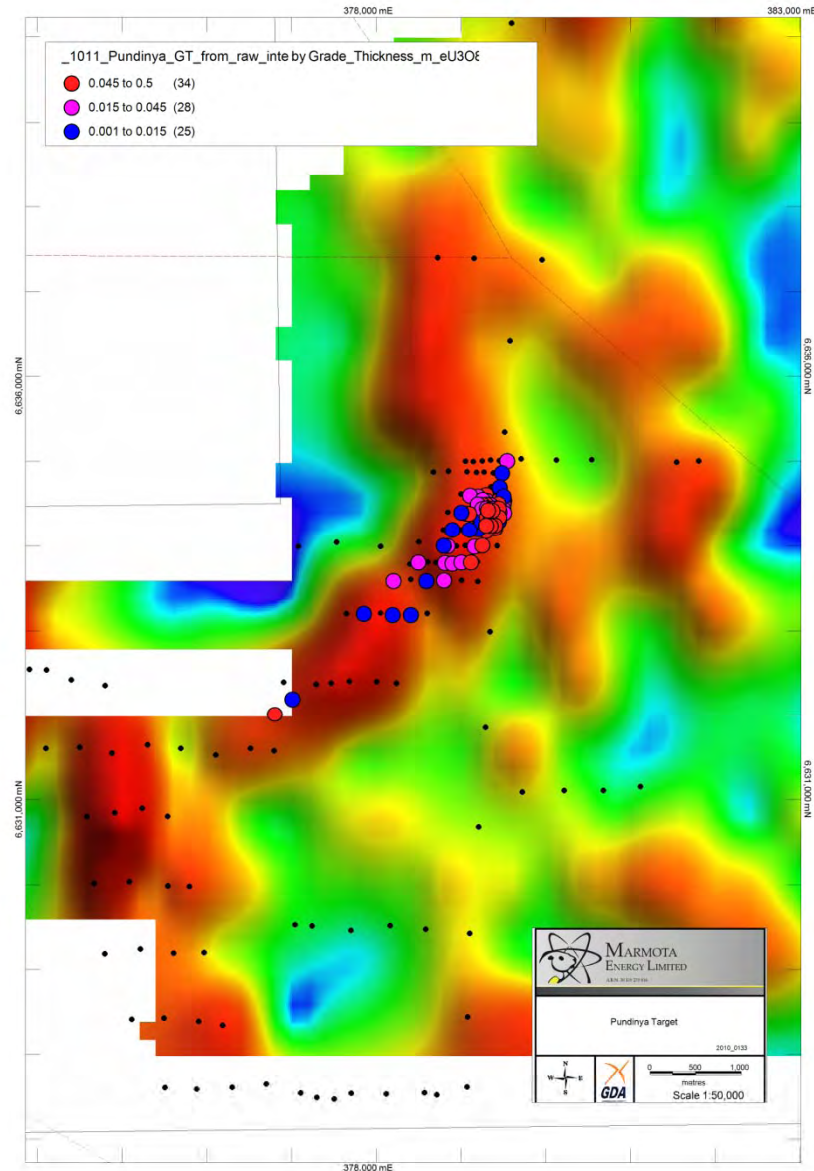 378,000 mE
383,000 mE
_1011_Pundinya_GT_from_raw_inte by Grade_Thickness_m_eU3O8
0.045 to 0.5 (34)
0.015 to 0.045 (28)
0.001 to 0.015 (25)
6,636,000 mN
6,636,000 mN
6,631,000 mN
6,631,000 mN
MARMOTA
ENERGY LIMITED
Pundinya Target
2010_0133
N
W E
S
GDA
0 500 1,000
metres
Scale 1:50,000
378,000 mE